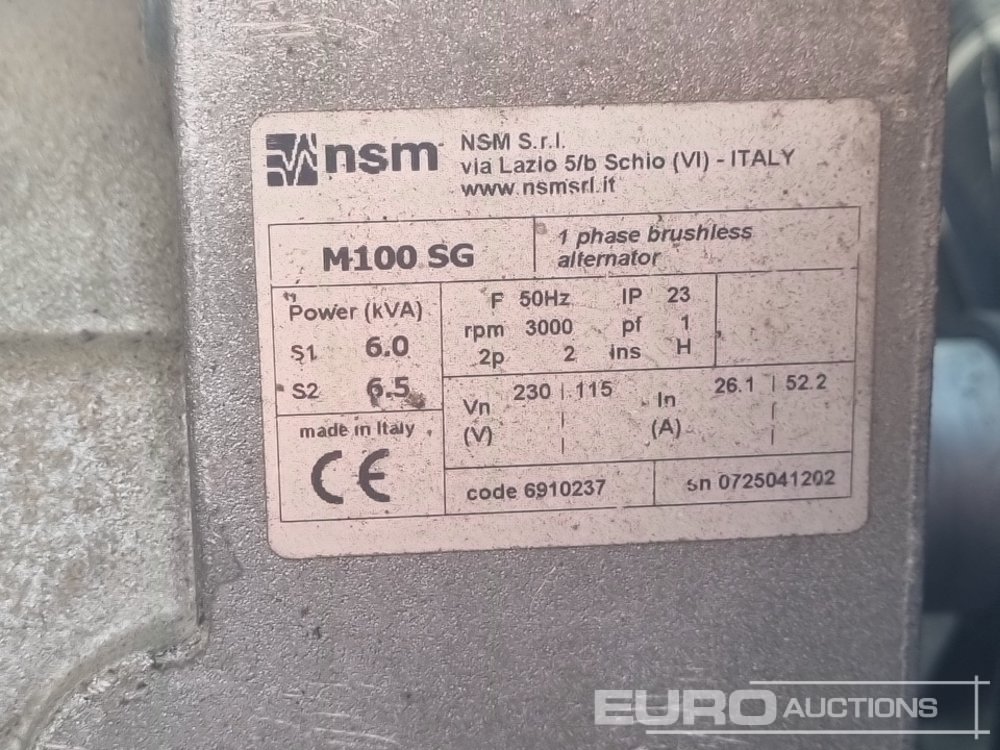 nsm
NSM S.r.l.
via Lazio 5/b Schio (VI) - ITALY
www.nsmsrl.it
M100 SG
1 phase brushless
alternator
Power (kVA)
S1 6.0
S2 6.5
F 50Hz IP 23
rpm 3000 pf 1
2p 2 ins H
Vn (V) 230 | 115
In (A) 26.1 | 52.2
made in Italy
CE
code 6910237
sn 0725041202
EURO AUCTIONS